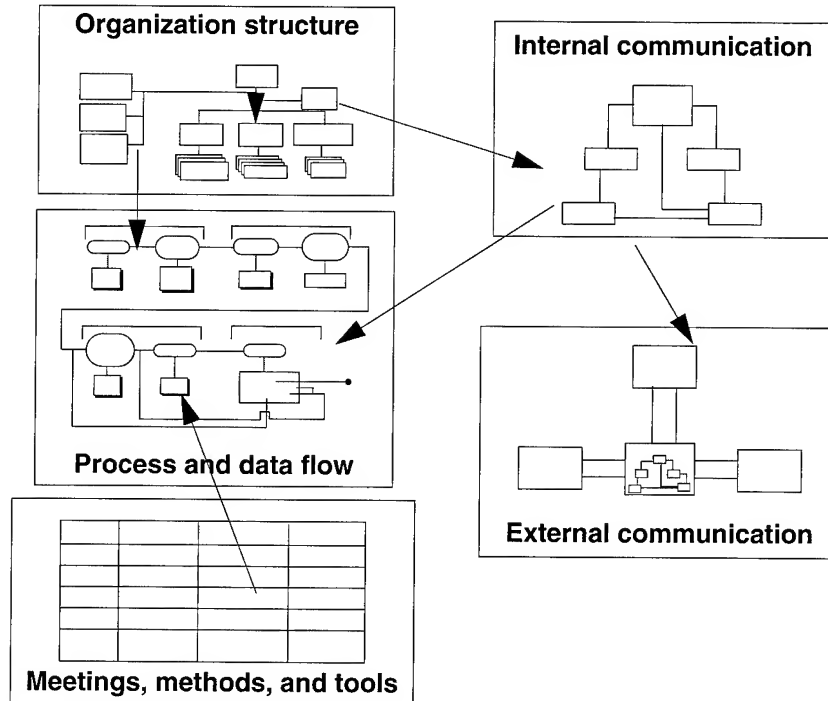 Organization structure
Internal communication
Process and data flow
External communication
Meetings, methods, and tools